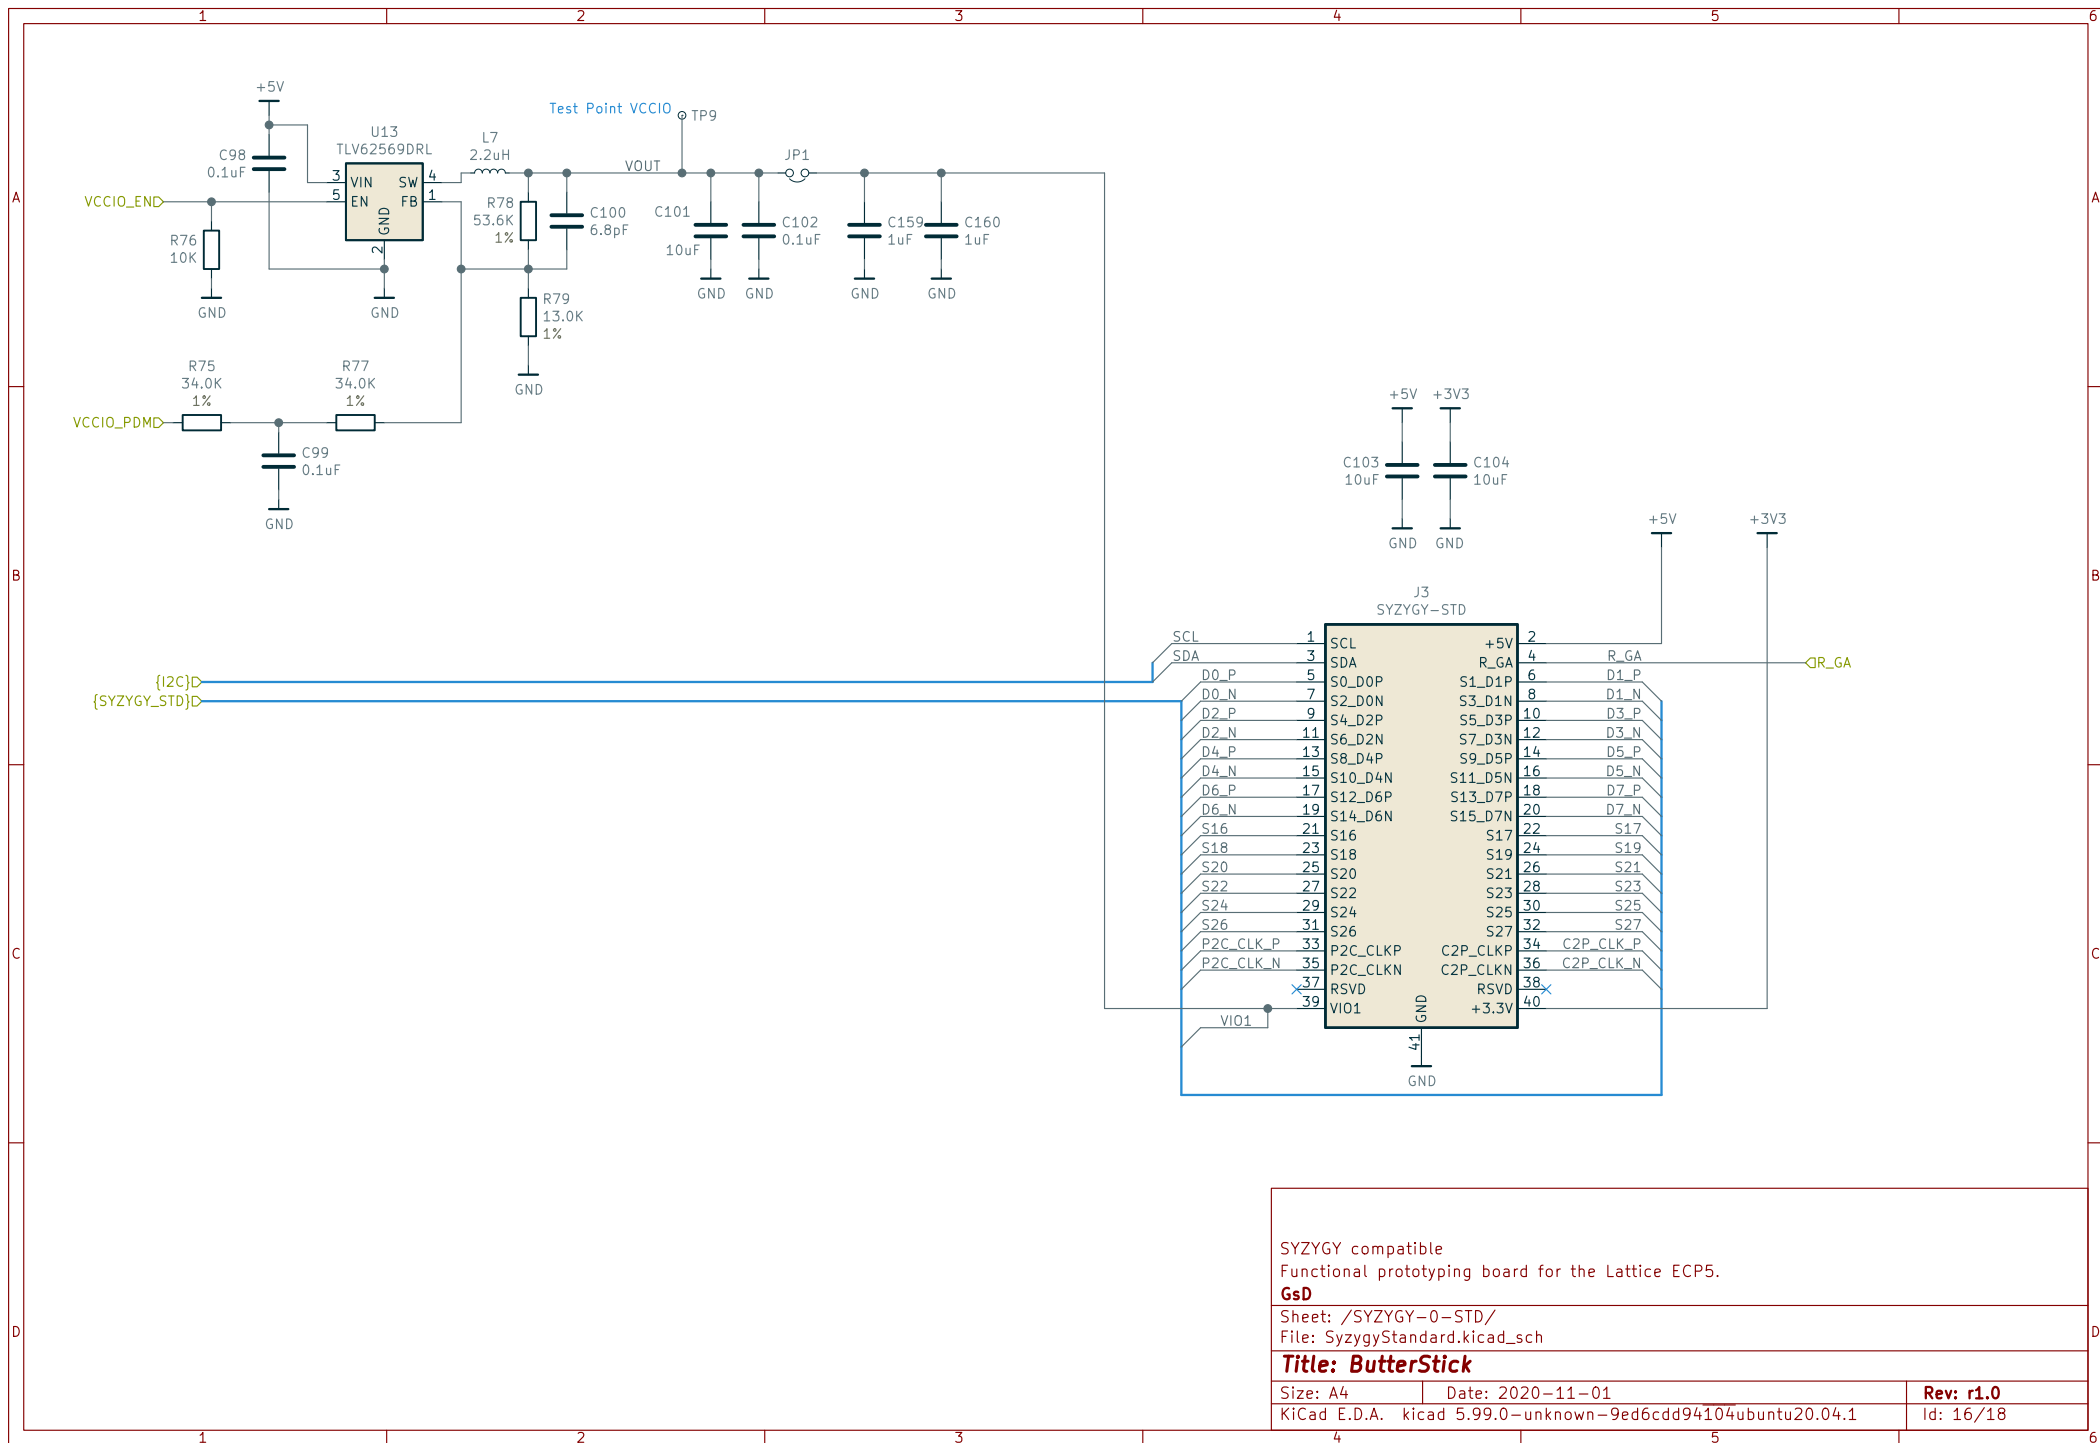 1 2 3 4 5 6
A
B
C
D
A
B
C
D
+5V
C98
0.1uF
U13
TLV62569DRL
3 VIN SW 4
5 EN FB 1
GND
2
GND
VCCIO_EN
R76
10K
GND
L7
2.2uH
R78
53.6K
1%
C100
6.8pF
R79
13.0K
1%
GND
Test Point VCCIO
TP9
VOUT
C101
10uF
GND
C102
0.1uF
GND
JP1
C159
1uF
GND
C160
1uF
GND
VCCIO_PDM
R75
34.0K
1%
R77
34.0K
1%
C99
0.1uF
GND
+5V +3V3
C103
10uF
C104
10uF
GND GND
+5V +3V3
J3
SYZYGY-STD
{I2C}
{SYZYGY_STD}
SCL 1 SCL +5V 2
SDA 3 SDA R_GA 4 R_GA R_GA
D0_P 5 S0_D0P S1_D1P 6 D1_P
D0_N 7 S2_D0N S3_D1N 8 D1_N
D2_P 9 S4_D2P S5_D3P 10 D3_P
D2_N 11 S6_D2N S7_D3N 12 D3_N
D4_P 13 S8_D4P S9_D5P 14 D5_P
D4_N 15 S10_D4N S11_D5N 16 D5_N
D6_P 17 S12_D6P S13_D7P 18 D7_P
D6_N 19 S14_D6N S15_D7N 20 D7_N
S16 21 S16 S17 22 S17
S18 23 S18 S19 24 S19
S20 25 S20 S21 26 S21
S22 27 S22 S23 28 S23
S24 29 S24 S25 30 S25
S26 31 S26 S27 32 S27
P2C_CLK_P 33 P2C_CLKP C2P_CLKP 34 C2P_CLK_P
P2C_CLK_N 35 P2C_CLKN C2P_CLKN 36 C2P_CLK_N
37 RSVD RSVD 38
39 VIO1 +3.3V 40
VIO1
GND
41
GND
SYZYGY compatible
Functional prototyping board for the Lattice ECP5.
GsD
Sheet: /SYZYGY-0-STD/
File: SyzygyStandard.kicad_sch
Title: ButterStick
Size: A4 Date: 2020-11-01 Rev: r1.0
KiCad E.D.A. kicad 5.99.0-unknown-9ed6cdd94104ubuntu20.04.1 Id: 16/18
1 2 3 4 5 6